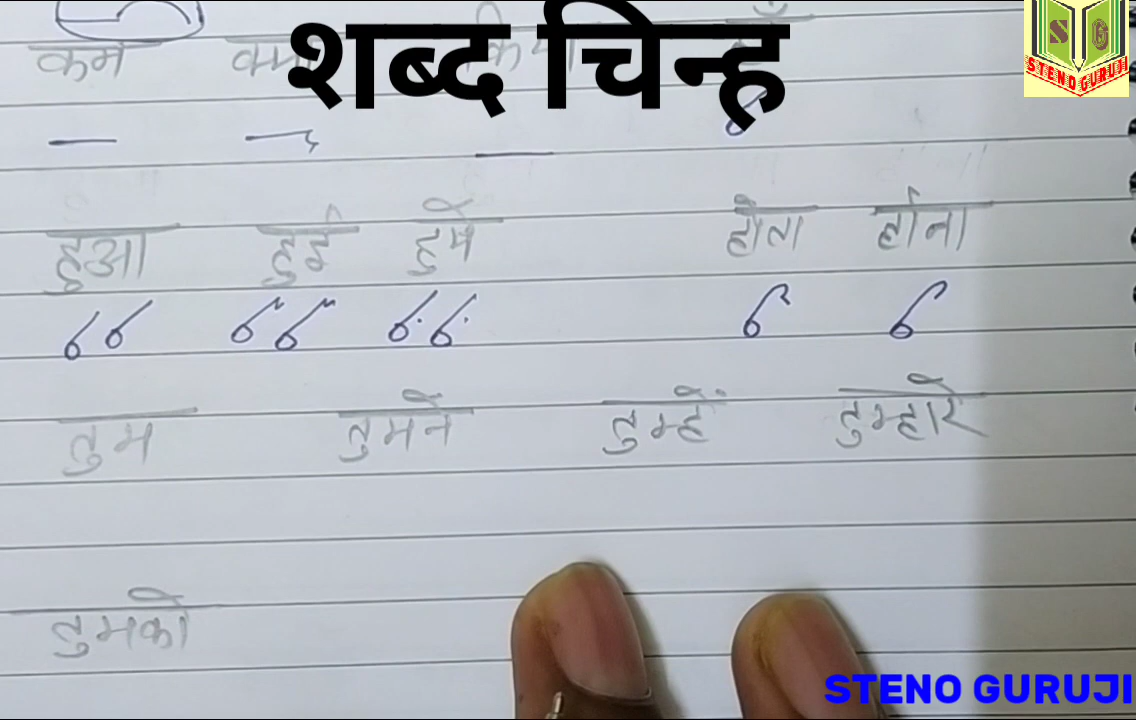 शब्द चिन्ह
STENO GURUJI
कम
हुआ हुई हुये होता होना
तुम तुमने तुम्हें तुम्हारे
तुमको
STENO GURUJI